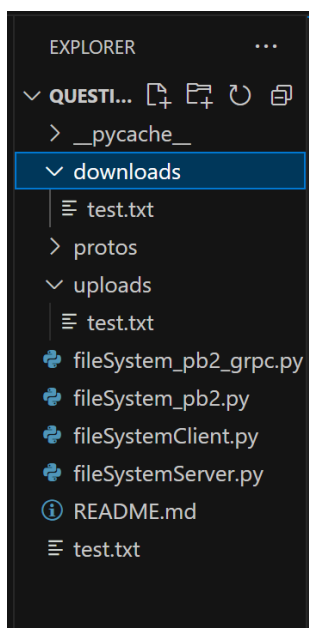 EXPLORER ...
QUESTI...
__pycache__
downloads
test.txt
protos
uploads
test.txt
fileSystem_pb2_grpc.py
fileSystem_pb2.py
fileSystemClient.py
fileSystemServer.py
README.md
test.txt